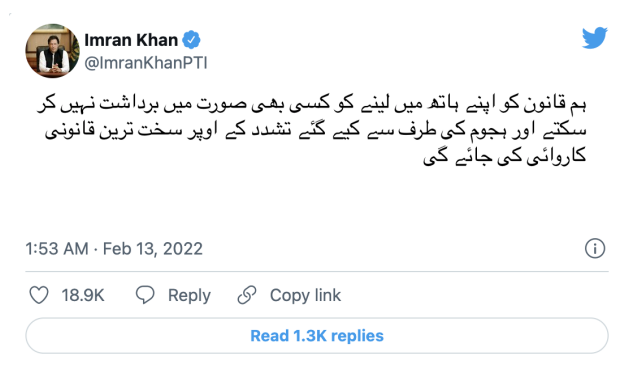 Imran Khan
@ImranKhanPTI
ہم قانون کو اپنے ہاتھ میں لینے کو کسی بھی صورت میں برداشت نہیں کر
سکتے اور ہجوم کی طرف سے کیے گئے تشدد کے اوپر سخت ترین قانونی
کاروائی کی جائے گی
1:53 AM · Feb 13, 2022
18.9K Reply Copy link
Read 1.3K replies